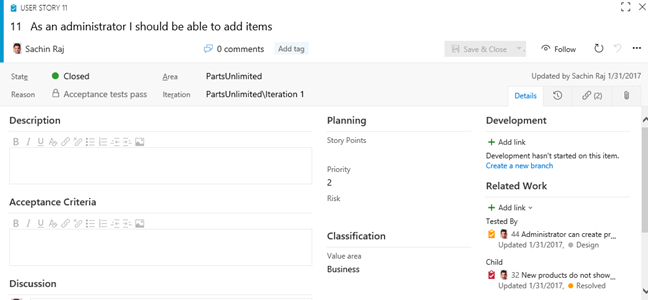 USER STORY 11
11 As an administrator I should be able to add items
Sachin Raj 0 comments Add tag Save & Close Follow
State Closed Area PartsUnlimited Updated by Sachin Raj 1/31/2017
Reason Acceptance tests pass Iteration PartsUnlimited\Iteration 1
Details (2)
Description Planning Development
B I U
Story Points
+ Add link
Development hasn't started on this item.
Create a new branch
Priority
2
Risk
Related Work
Acceptance Criteria
+ Add link
B I U
Tested By
44 Administrator can create pr...
Updated 1/31/2017, Design
Classification
Value area
Business
Child
32 New products do not show...
Updated 1/31/2017, Resolved
Discussion